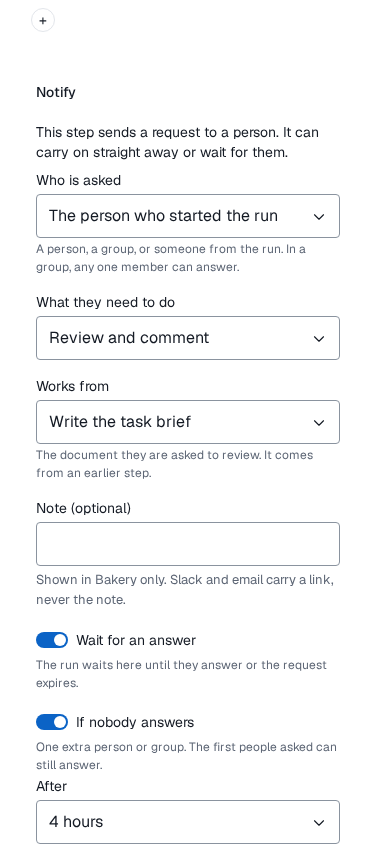 +
Notify
This step sends a request to a person. It can
carry on straight away or wait for them.
Who is asked
The person who started the run
A person, a group, or someone from the run. In a
group, any one member can answer.
What they need to do
Review and comment
Works from
Write the task brief
The document they are asked to review. It comes
from an earlier step.
Note (optional)
Shown in Bakery only. Slack and email carry a link,
never the note.
Wait for an answer
The run waits here until they answer or the request
expires.
If nobody answers
One extra person or group. The first people asked can
still answer.
After
4 hours